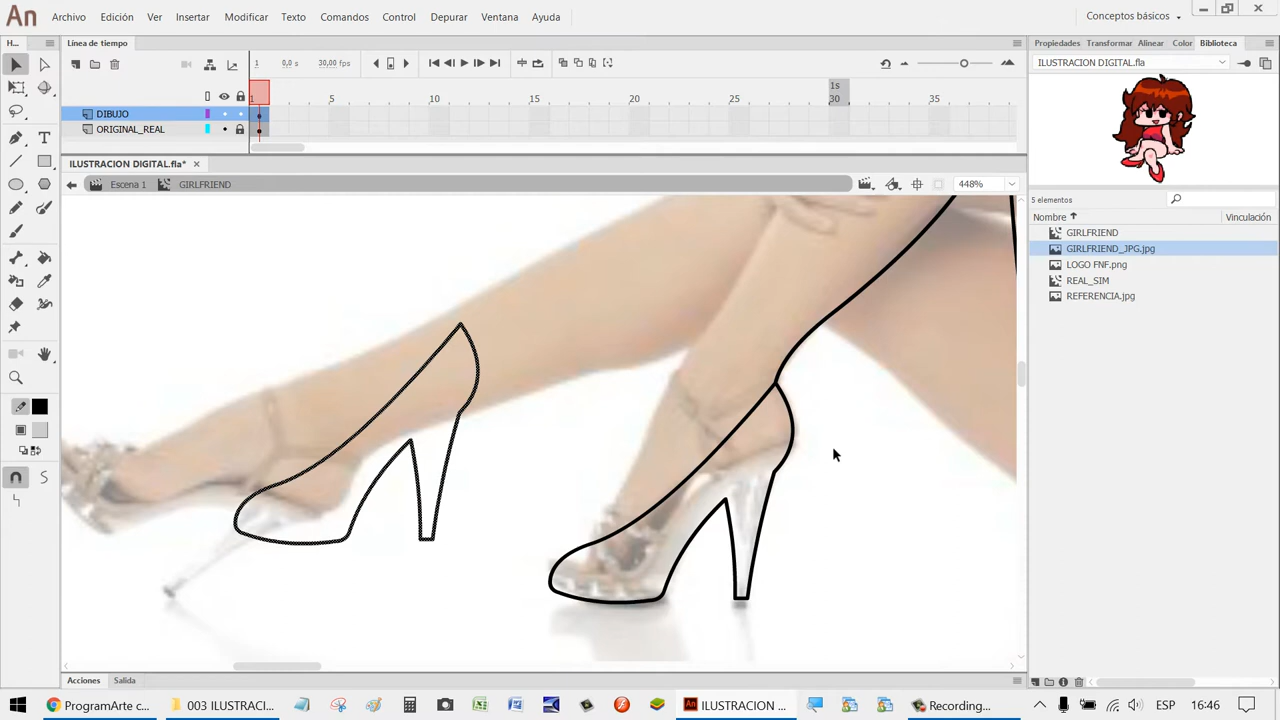 An Archivo Edición Ver Insertar Modificar Texto Comandos Control Depurar Ventana Ayuda Conceptos básicos
H... Línea de tiempo Propiedades Transformar Alinear Color Biblioteca
1 0,0 s 30,00 fps ILUSTRACION DIGITAL.fla
1s
1 5 10 15 20 25 30 35
DIBUJO
ORIGINAL_REAL
ILUSTRACION DIGITAL.fla*
Escena 1 GIRLFRIEND 448%
5 elementos
Nombre Vinculación
GIRLFRIEND
GIRLFRIEND_JPG.jpg
LOGO FNF.png
REAL_SIM
REFERENCIA.jpg
Acciones Salida
ProgramArte c... 003 ILUSTRACI... An ILUSTRACION ... Recording... ESP 16:46